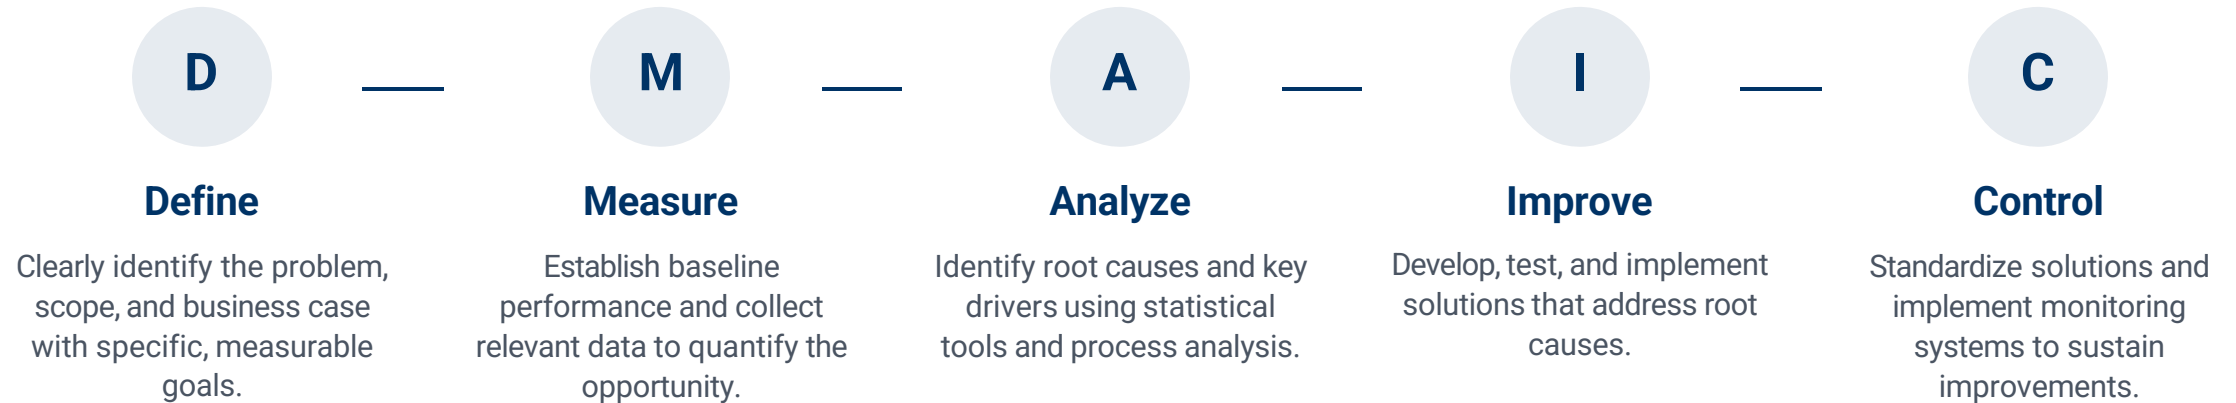 D
Define
Clearly identify the problem,
scope, and business case
with specific, measurable
goals.
M
Measure
Establish baseline
performance and collect
relevant data to quantify the
opportunity.
A
Analyze
Identify root causes and key
drivers using statistical
tools and process analysis.
I
Improve
Develop, test, and implement
solutions that address root
causes.
C
Control
Standardize solutions and
implement monitoring
systems to sustain
improvements.